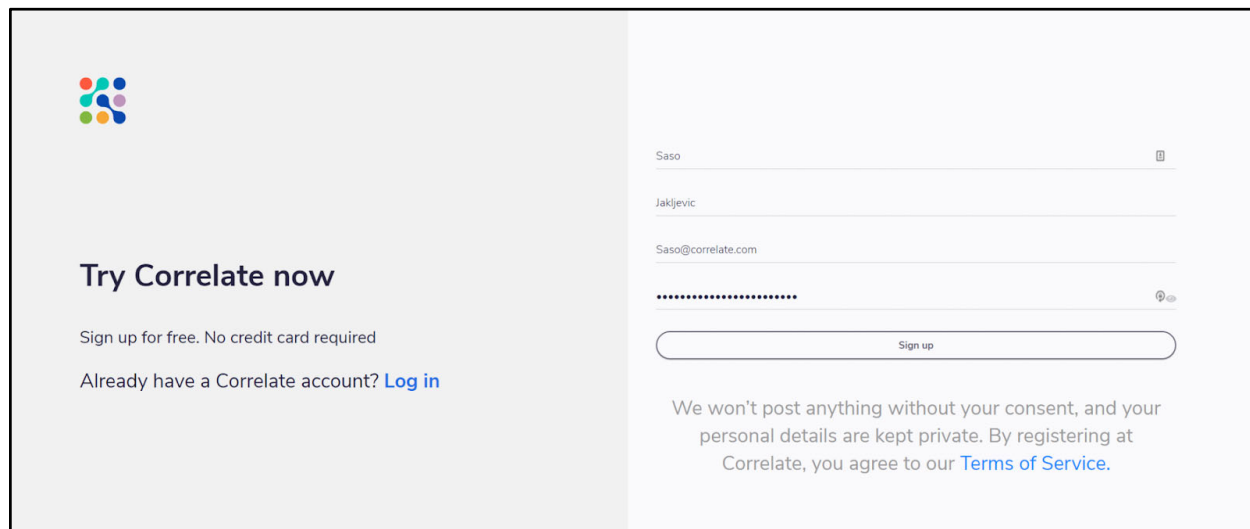 Try Correlate now
Sign up for free. No credit card required
Already have a Correlate account? Log in
Saso
Jakljevic
Saso@correlate.com
••••••••••••••••••••••••
Sign up
We won't post anything without your consent, and your
personal details are kept private. By registering at
Correlate, you agree to our Terms of Service.